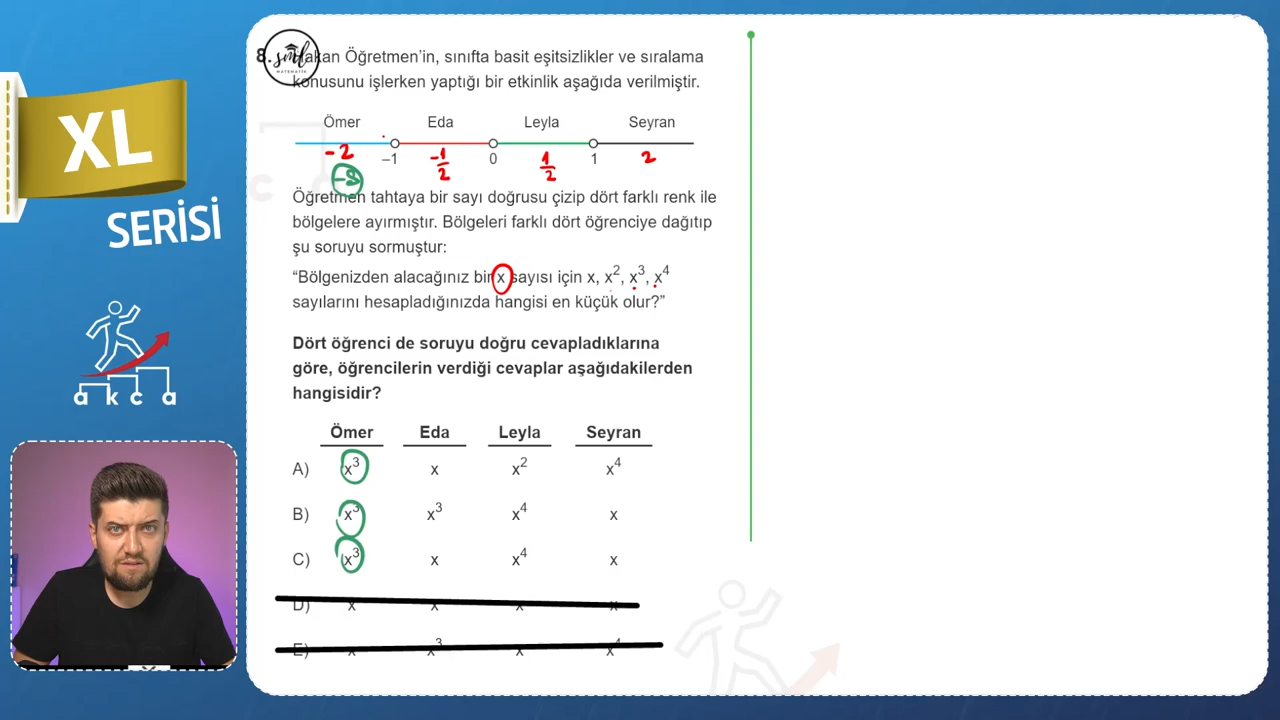 XL
SERİSİ
akca
8. Hakan Öğretmen'in, sınıfta basit eşitsizlikler ve sıralama
konusunu işlerken yaptığı bir etkinlik aşağıda verilmiştir.
MATEMATİK
Ömer Eda Leyla Seyran
-2 –1 -1/2 0 1/2 1 2
-8
Öğretmen tahtaya bir sayı doğrusu çizip dört farklı renk ile
bölgelere ayırmıştır. Bölgeleri farklı dört öğrenciye dağıtıp
şu soruyu sormuştur:
“Bölgenizden alacağınız bir x sayısı için x, x², x³, x⁴
sayılarını hesapladığınızda hangisi en küçük olur?”
Dört öğrenci de soruyu doğru cevapladıklarına
göre, öğrencilerin verdiği cevaplar aşağıdakilerden
hangisidir?
Ömer Eda Leyla Seyran
A) x³ x x² x⁴
B) x³ x³ x⁴ x
C) x³ x x⁴ x
D) x x x x
E) x x³ x x⁴